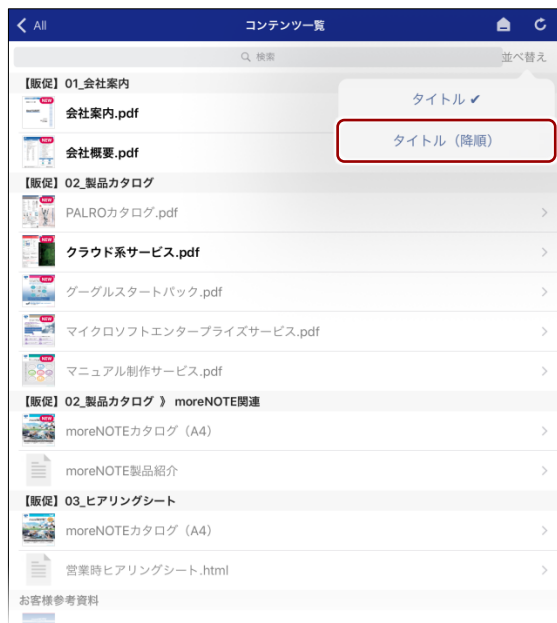 All
コンテンツ一覧
検索
並べ替え
タイトル ✔
タイトル（降順）
【販促】01_会社案内
NEW
会社案内.pdf
NEW
会社概要.pdf
【販促】02_製品カタログ
NEW
PALROカタログ.pdf
NEW
クラウド系サービス.pdf
NEW
グーグルスタートパック.pdf
NEW
マイクロソフトエンタープライズサービス.pdf
NEW
マニュアル制作サービス.pdf
【販促】02_製品カタログ 》 moreNOTE関連
NEW
moreNOTEカタログ（A4）
moreNOTE製品紹介
【販促】03_ヒアリングシート
NEW
moreNOTEカタログ（A4）
営業時ヒアリングシート.html
お客様参考資料